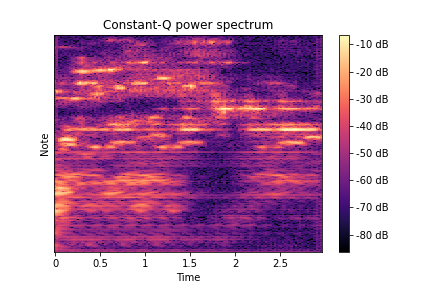 Constant-Q power spectrum
Note
0
0.5
1
1.5
2
2.5
Time
-10 dB
-20 dB
-30 dB
-40 dB
-50 dB
-60 dB
-70 dB
-80 dB